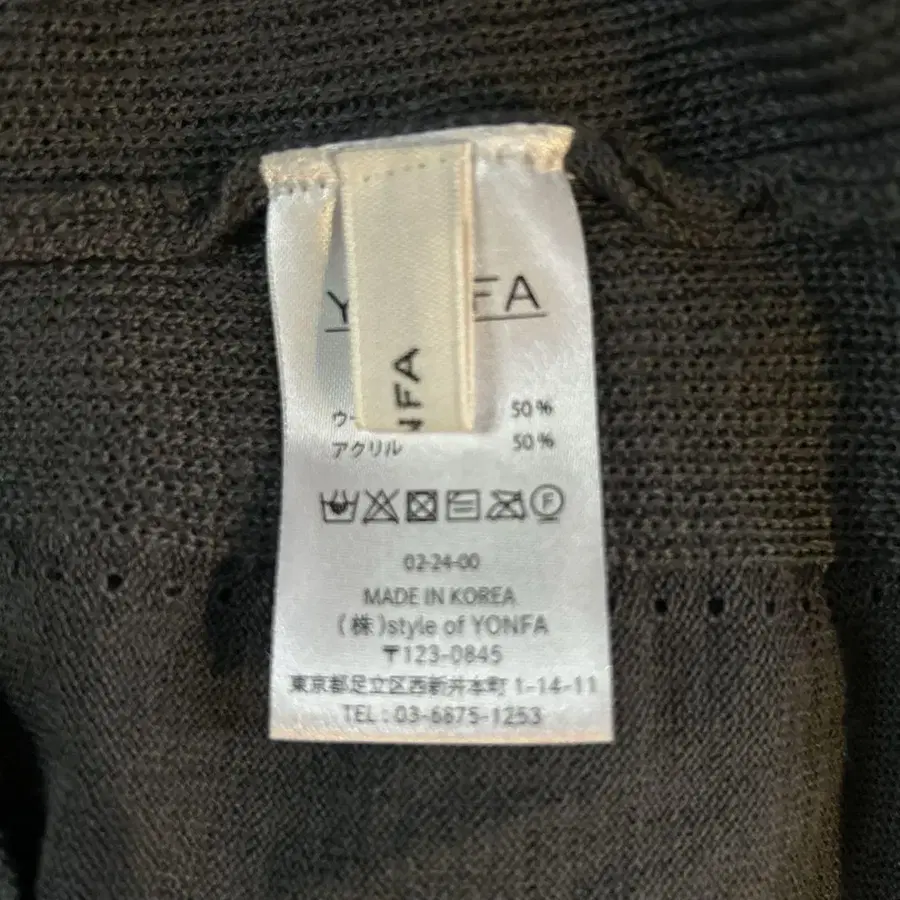 Y FA
NFA
ウ 50%
アクリル 50%
F
02-24-00
MADE IN KOREA
(株)style of YONFA
〒123-0845
東京都足立区西新井本町 1-14-11
TEL : 03-6875-1253